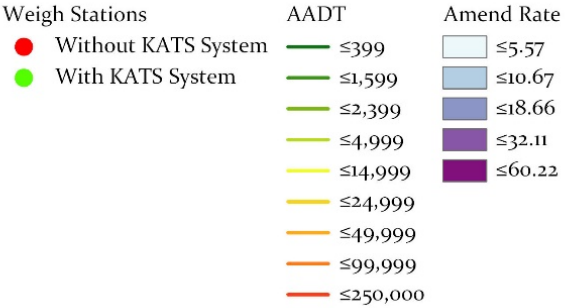 Weigh Stations
Without KATS System
With KATS System
AADT
≤399
≤1,599
≤2,399
≤4,999
≤14,999
≤24,999
≤49,999
≤99,999
≤250,000
Amend Rate
≤5.57
≤10.67
≤18.66
≤32.11
≤60.22